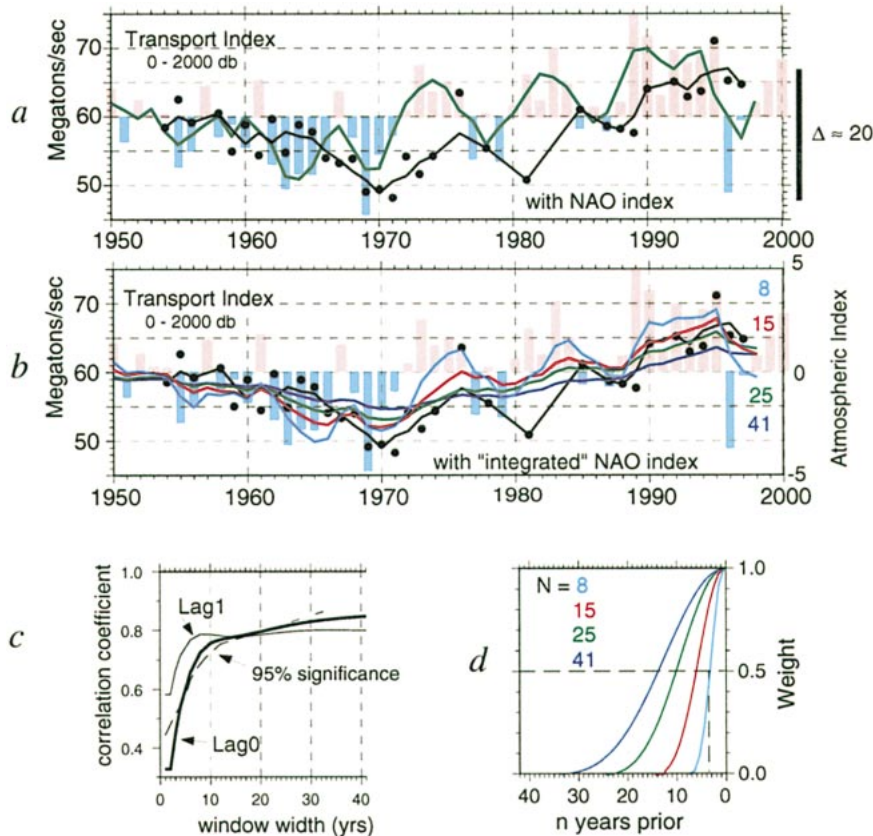 a
Megatons/sec
70
60
50
Transport Index
0 - 2000 db
with NAO index
Δ ≈ 20
1950 1960 1970 1980 1990 2000
b
Megatons/sec
70
60
50
Transport Index
0 - 2000 db
8
15
25
41
with "integrated" NAO index
5
0
-5
Atmospheric Index
1950 1960 1970 1980 1990 2000
c
correlation coefficient
1.0
0.8
0.6
0.4
Lag1
95% significance
Lag0
0 10 20 30 40
window width (yrs)
d
N = 8
15
25
41
1.0
0.5
0.0
Weight
40 30 20 10 0
n years prior